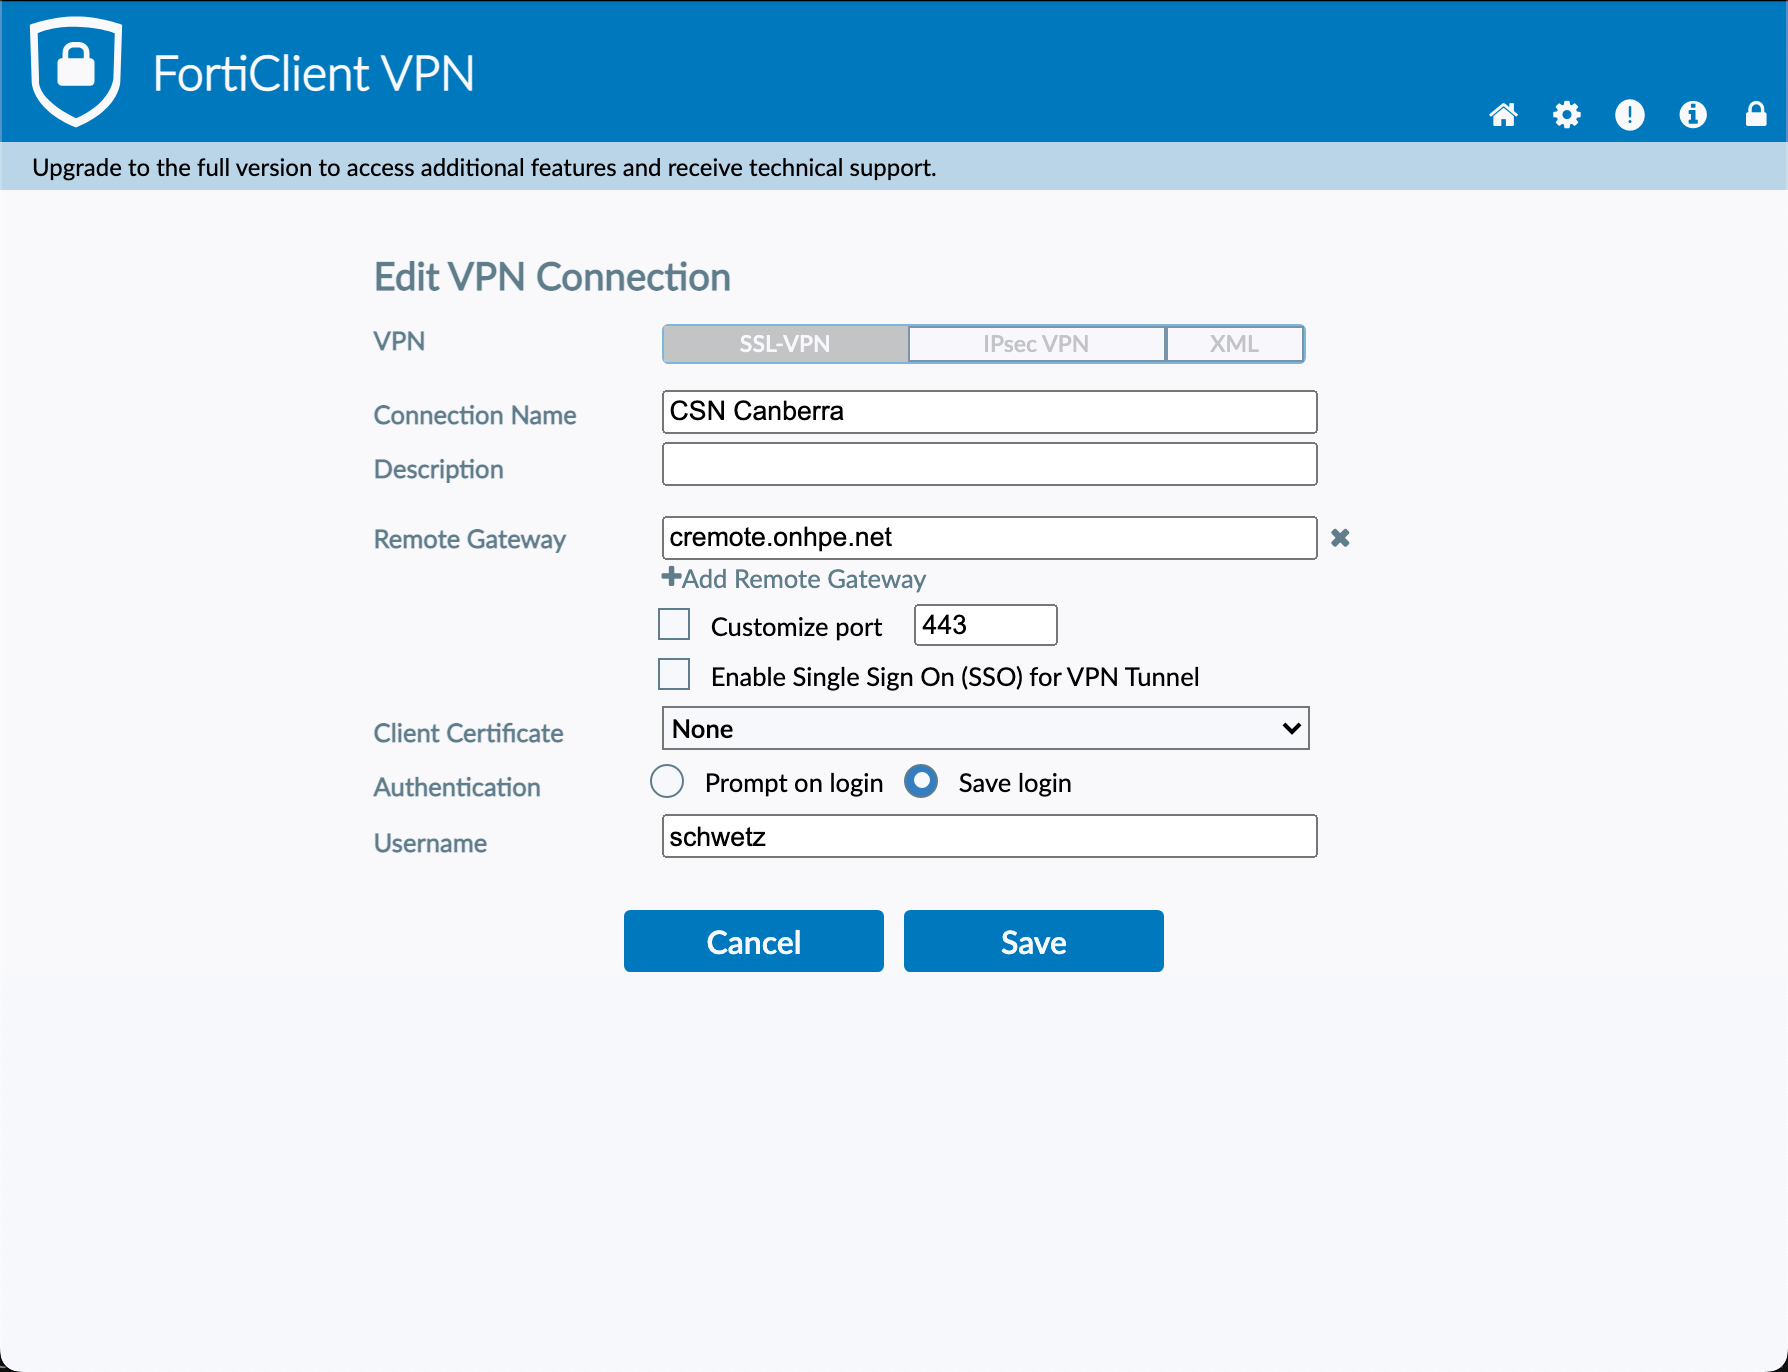 FortiClient VPN
Upgrade to the full version to access additional features and receive technical support.
Edit VPN Connection
VPN SSL-VPN IPsec VPN XML
Connection Name CSN Canberra
Description
Remote Gateway cremote.onhpe.net
Add Remote Gateway
Customize port 443
Enable Single Sign On (SSO) for VPN Tunnel
Client Certificate None
Authentication Prompt on login Save login
Username schwetz
Cancel Save